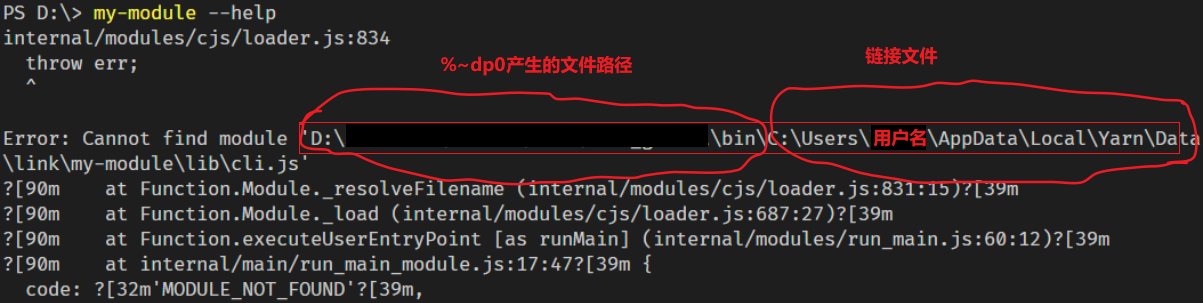 PS D:\> my-module --help
internal/modules/cjs/loader.js:834
throw err;
^
%~dp0产生的文件路径
链接文件
Error: Cannot find module 'D:\ \bin\C:\Users\用户名\AppData\Local\Yarn\Data
\link\my-module\lib\cli.js'
?[90m    at Function.Module._resolveFilename (internal/modules/cjs/loader.js:831:15)?[39m
?[90m    at Function.Module._load (internal/modules/cjs/loader.js:687:27)?[39m
?[90m    at Function.executeUserEntryPoint [as runMain] (internal/modules/run_main.js:60:12)?[39m
?[90m    at internal/main/run_main_module.js:17:47?[39m {
code: ?[32m'MODULE_NOT_FOUND'?[39m,